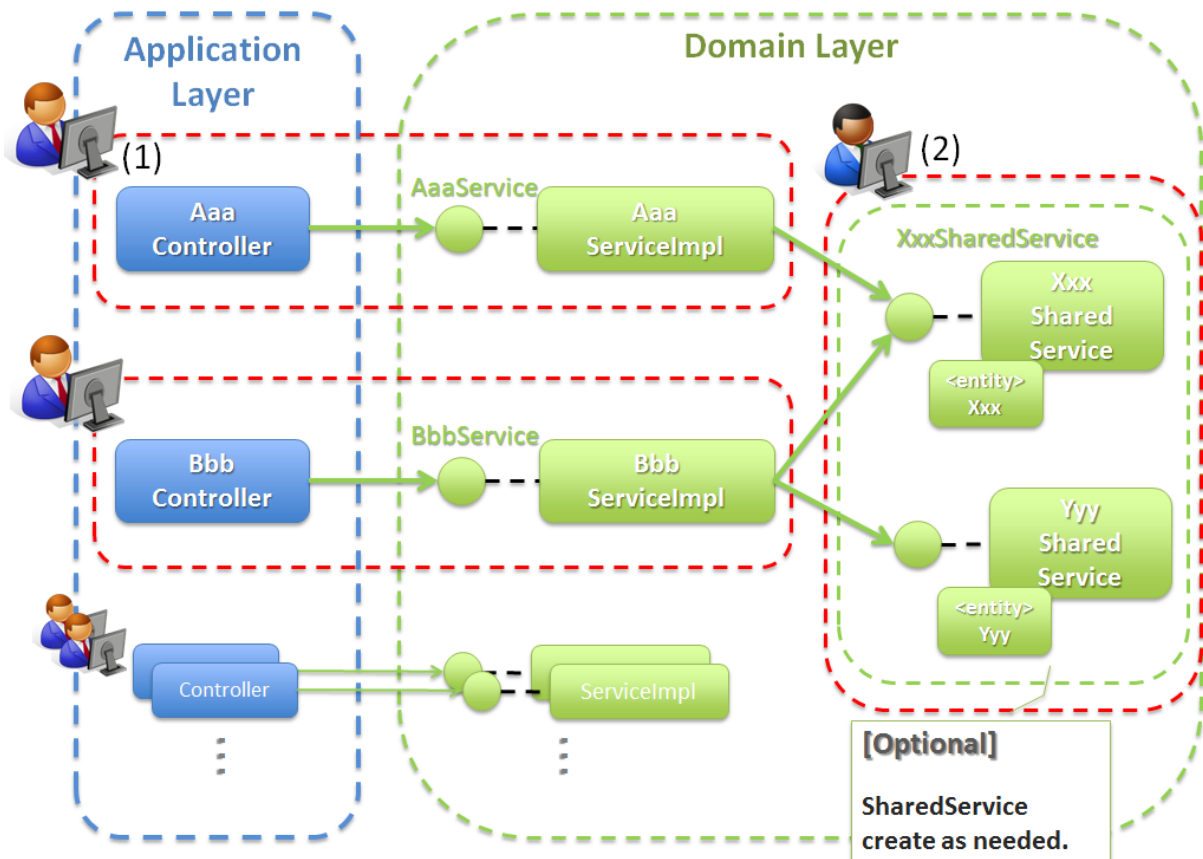 Application
Layer
Domain Layer
(1)
(2)
AaaService
Aaa
Controller
Aaa
ServiceImpl
XxxSharedService
Xxx
Shared
Service
<entity>
Xxx
BbbService
Bbb
Controller
Bbb
ServiceImpl
Yyy
Shared
Service
<entity>
Yyy
Controller
ServiceImpl
[Optional]
SharedService
create as needed.